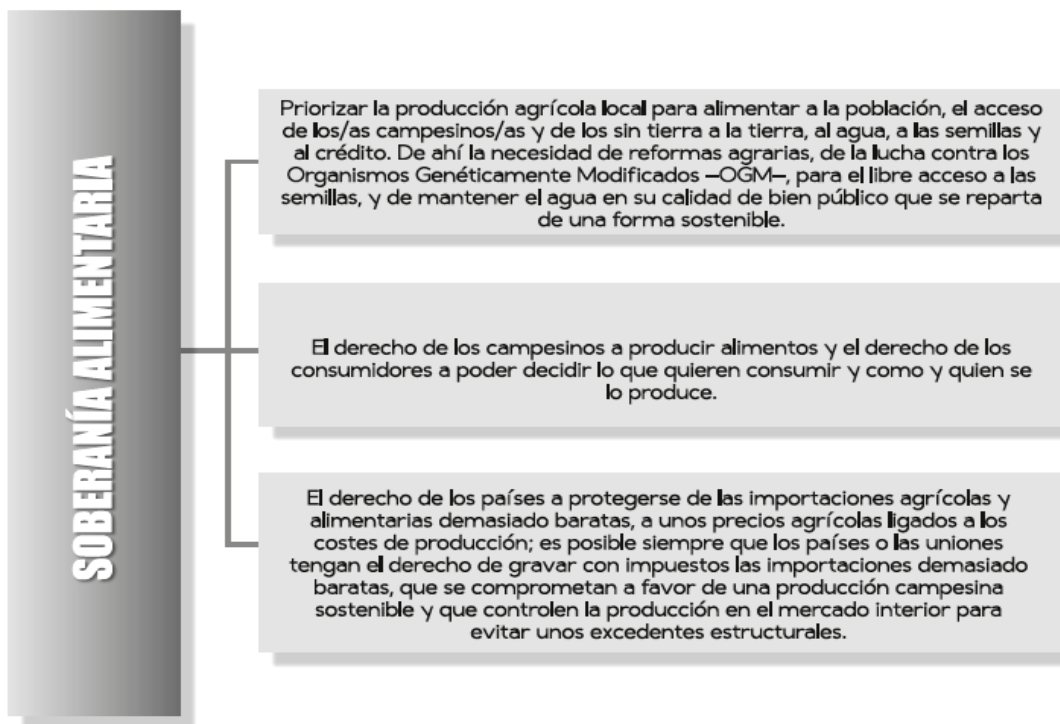 SOBERANÍA ALIMENTARIA
Priorizar la producción agrícola local para alimentar a la población, el acceso
de los/as campesinos/as y de los sin tierra a la tierra, al agua, a las semillas y
al crédito. De ahí la necesidad de reformas agrarias, de la lucha contra los
Organismos Genéticamente Modificados —OGM—, para el libre acceso a las
semillas, y de mantener el agua en su calidad de bien público que se reparta
de una forma sostenible.
El derecho de los campesinos a producir alimentos y el derecho de los
consumidores a poder decidir lo que quieren consumir y como y quien se
lo produce.
El derecho de los países a protegerse de las importaciones agrícolas y
alimentarias demasiado baratas, a unos precios agrícolas ligados a los
costes de producción; es posible siempre que los países o las uniones
tengan el derecho de gravar con impuestos las importaciones demasiado
baratas, que se comprometan a favor de una producción campesina
sostenible y que controlen la producción en el mercado interior para
evitar unos excedentes estructurales.